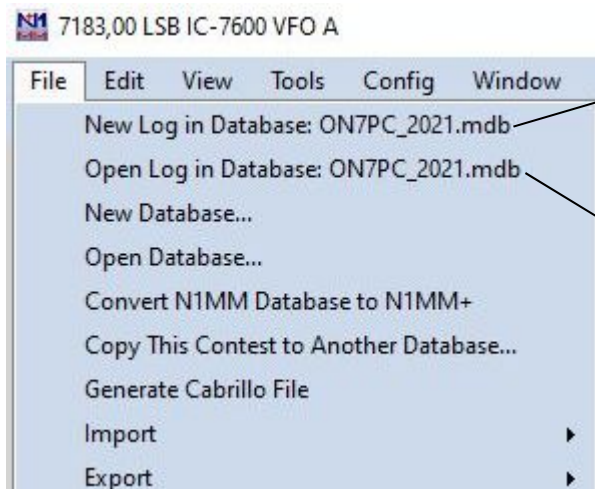 N1 MM 7183,00 LSB IC-7600 VFO A
File Edit View Tools Config Window
New Log in Database: ON7PC_2021.mdb
Open Log in Database: ON7PC_2021.mdb
New Database...
Open Database...
Convert N1MM Database to N1MM+
Copy This Contest to Another Database...
Generate Cabrillo File
Import
Export